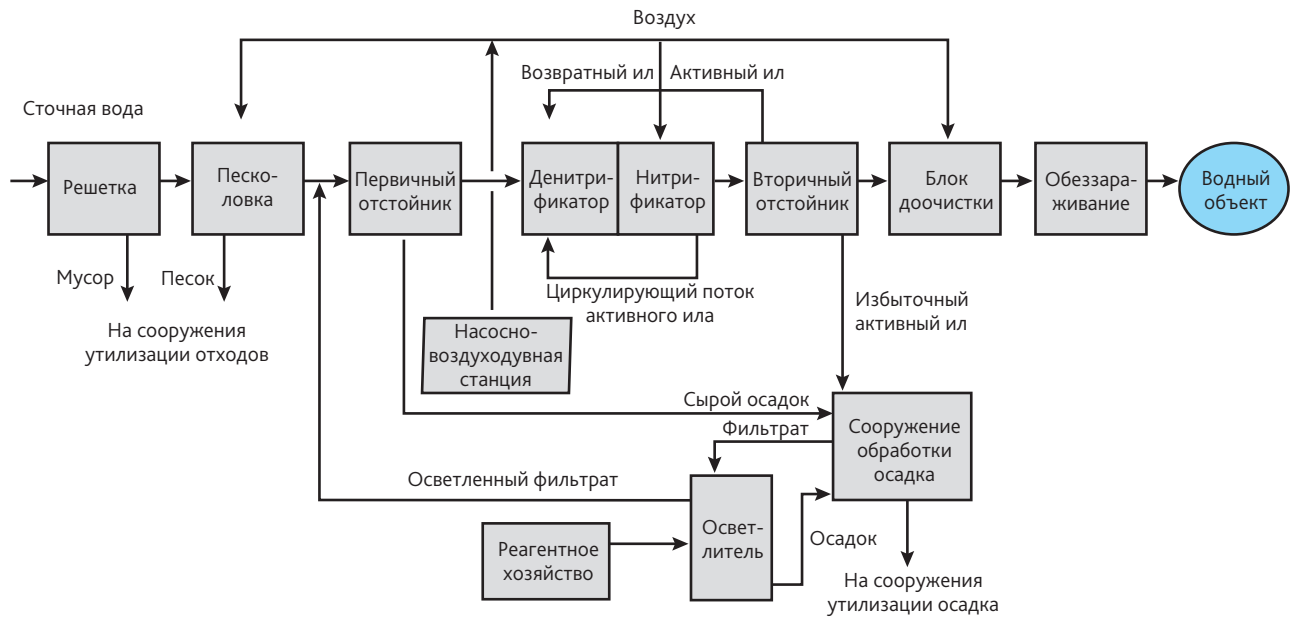 Воздух
Возвратный ил
Активный ил
Сточная вода
Решетка
Песко-
ловка
Первичный
отстойник
Денитри-
фикатор
Нитри-
фикатор
Вторичный
отстойник
Блок
доочистки
Обеззара-
живание
Водный
объект
Мусор
Песок
На сооружения
утилизации отходов
Циркулирующий поток
активного ила
Избыточный
активный ил
Насосно-
воздуходувная
станция
Сырой осадок
Фильтрат
Сооружение
обработки
осадка
Осветленный фильтрат
Реагентное
хозяйство
Освет-
литель
Осадок
На сооружения
утилизации осадка